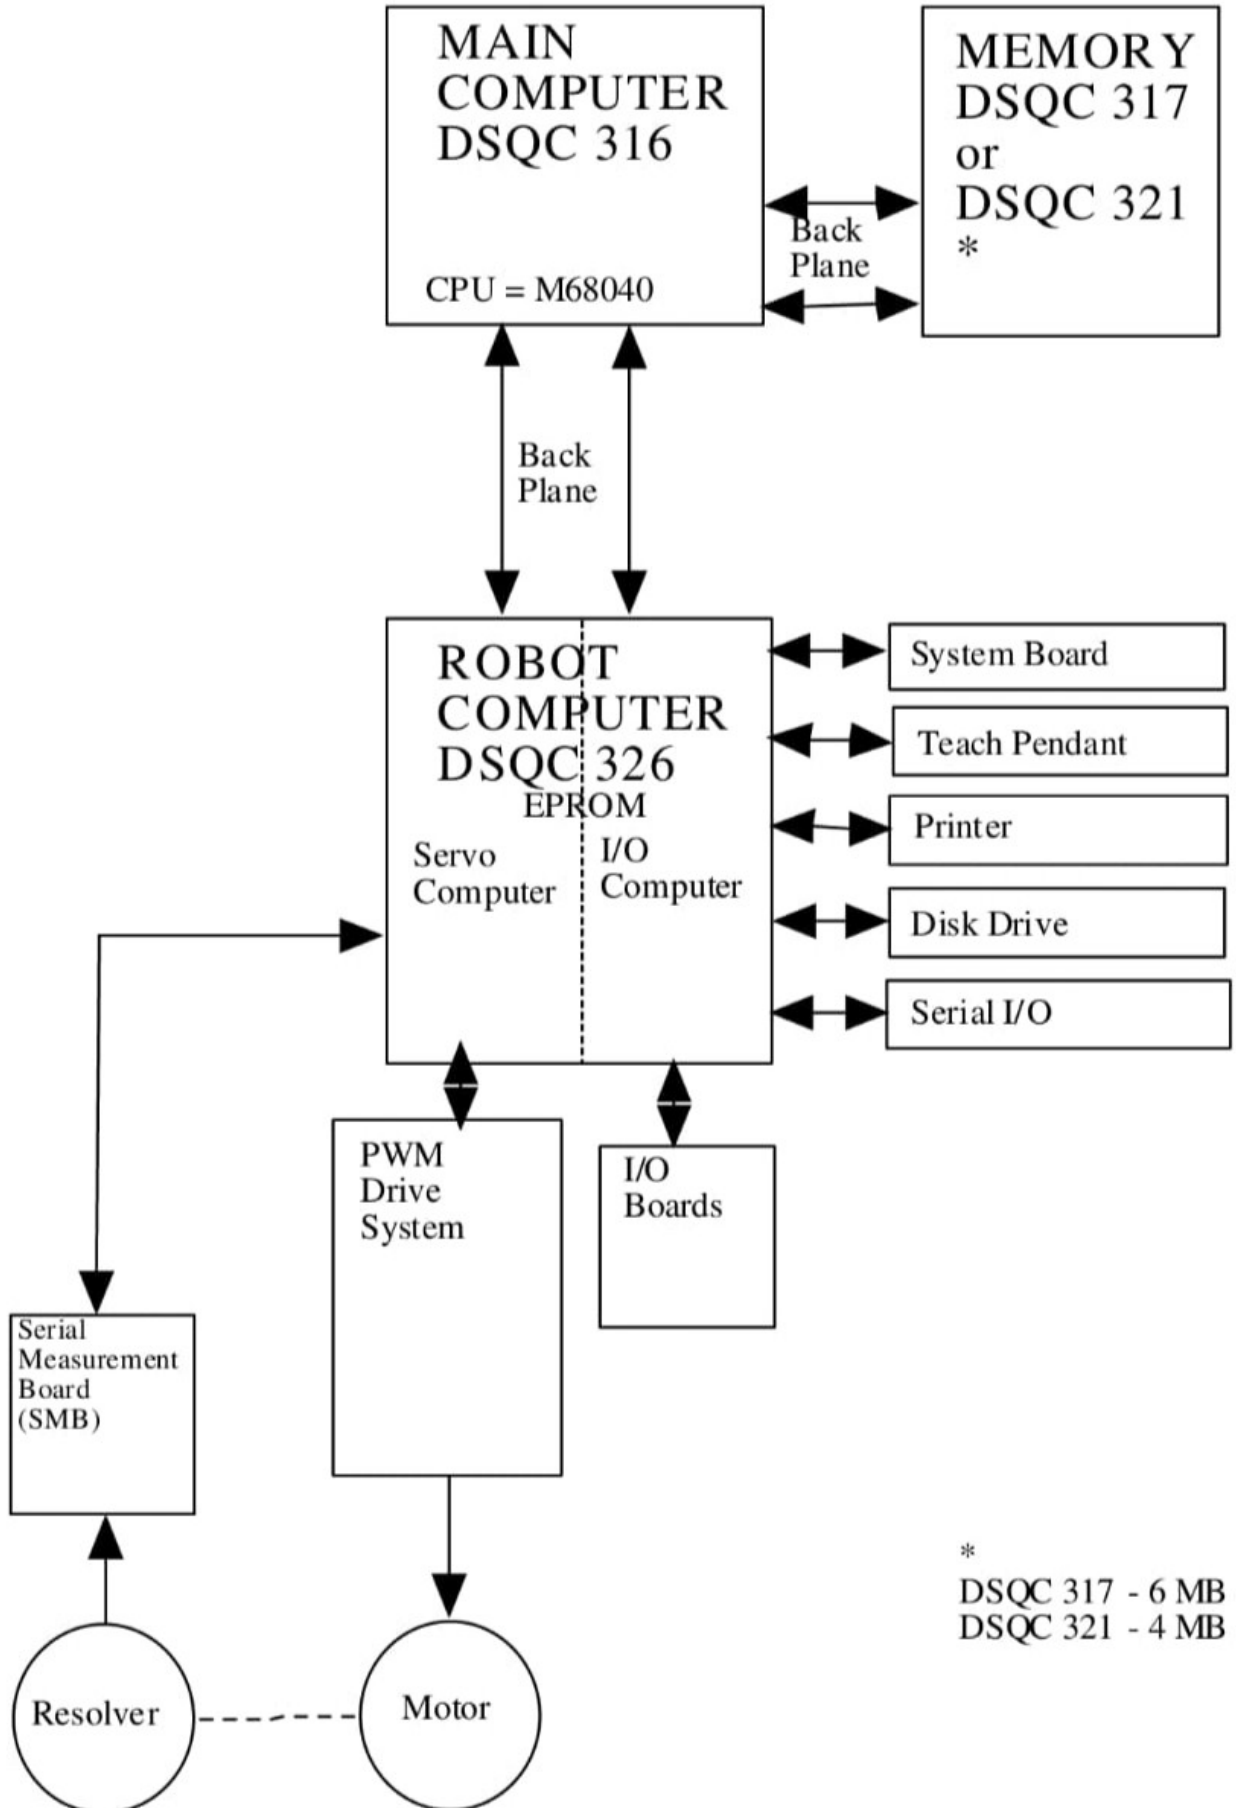 MAIN
COMPUTER
DSQC 316
CPU = M68040
MEMORY
DSQC 317
or
DSQC 321
*
Back
Plane
Back
Plane
ROBOT
COMPUTER
DSQC 326
EPROM
Servo
Computer
I/O
Computer
System Board
Teach Pendant
Printer
Disk Drive
Serial I/O
PWM
Drive
System
I/O
Boards
Serial
Measurement
Board
(SMB)
Resolver
Motor
*
DSQC 317 - 6 MB
DSQC 321 - 4 MB